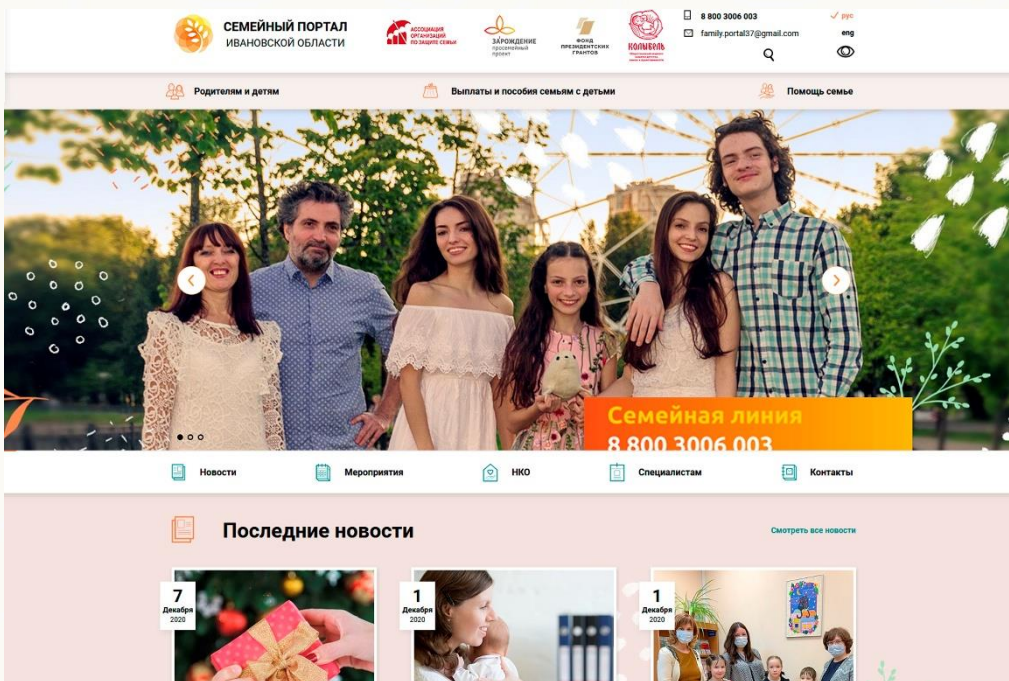 СЕМЕЙНЫЙ ПОРТАЛ
ИВАНОВСКОЙ ОБЛАСТИ
АССОЦИАЦИЯ
ОРГАНИЗАЦИЙ
ПО ЗАЩИТЕ СЕМЬИ
ЗАРОЖДЕНИЕ
просемейный
проект
ФОНД
ПРЕЗИДЕНТСКИХ
ГРАНТОВ
КОЛЫБЕЛЬ
8 800 3006 003
family.portal37@gmail.com
рус
eng
Родителям и детям
Выплаты и пособия семьям с детьми
Помощь семье
Семейная линия
8 800 3006 003
Новости
Мероприятия
НКО
Специалистам
Контакты
Последние новости
Смотреть все новости
7
Декабря
2020
1
Декабря
2020
1
Декабря
2020